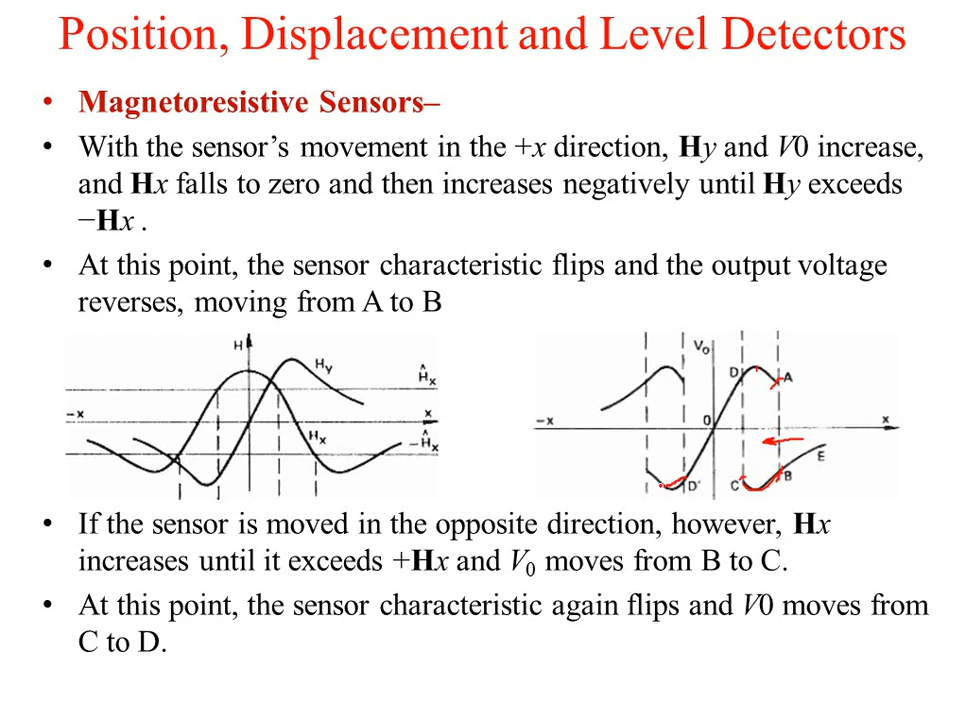 Position, Displacement and Level Detectors
• Magnetoresistive Sensors–
• With the sensor’s movement in the +x direction, Hy and V0 increase,
and Hx falls to zero and then increases negatively until Hy exceeds
−Hx .
• At this point, the sensor characteristic flips and the output voltage
reverses, moving from A to B
H
Hy
Ĥx
−x
x
Hx
−Ĥx
V0
D
A
−x
0
x
E
D'
C
B
• If the sensor is moved in the opposite direction, however, Hx
increases until it exceeds +Hx and V0 moves from B to C.
• At this point, the sensor characteristic again flips and V0 moves from
C to D.